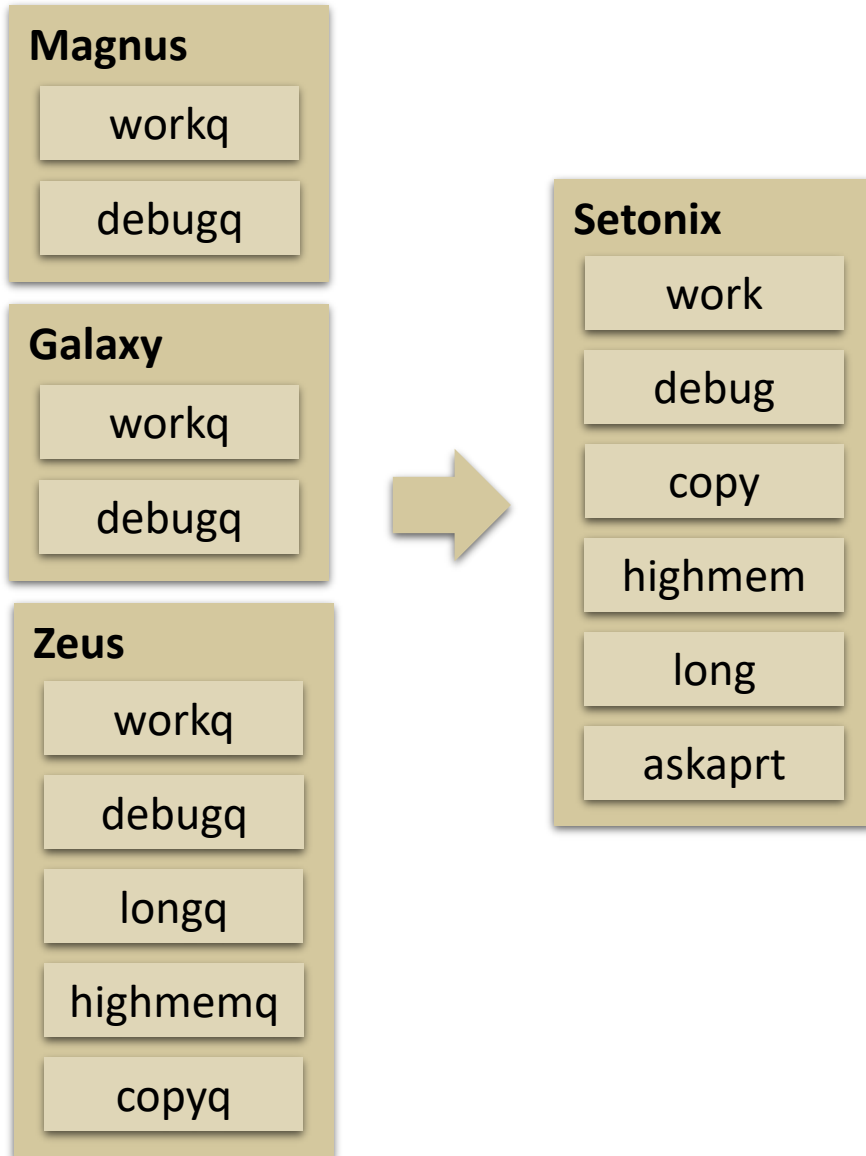 Magnus
workq
debugq
Galaxy
workq
debugq
Zeus
workq
debugq
longq
highmemq
copyq
Setonix
work
debug
copy
highmem
long
askaprt